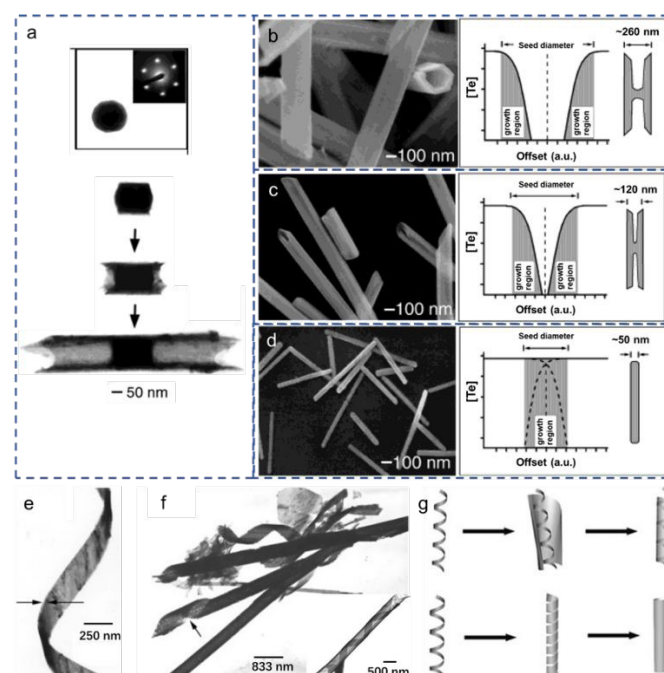 a
50 nm
b
100 nm
[Te]
Seed diameter
growth
region
growth
region
Offset (a.u.)
~260 nm
c
100 nm
[Te]
Seed diameter
growth
region
growth
region
Offset (a.u.)
~120 nm
d
100 nm
[Te]
Seed diameter
growth
region
Offset (a.u.)
~50 nm
e
250 nm
f
833 nm
500 nm
g